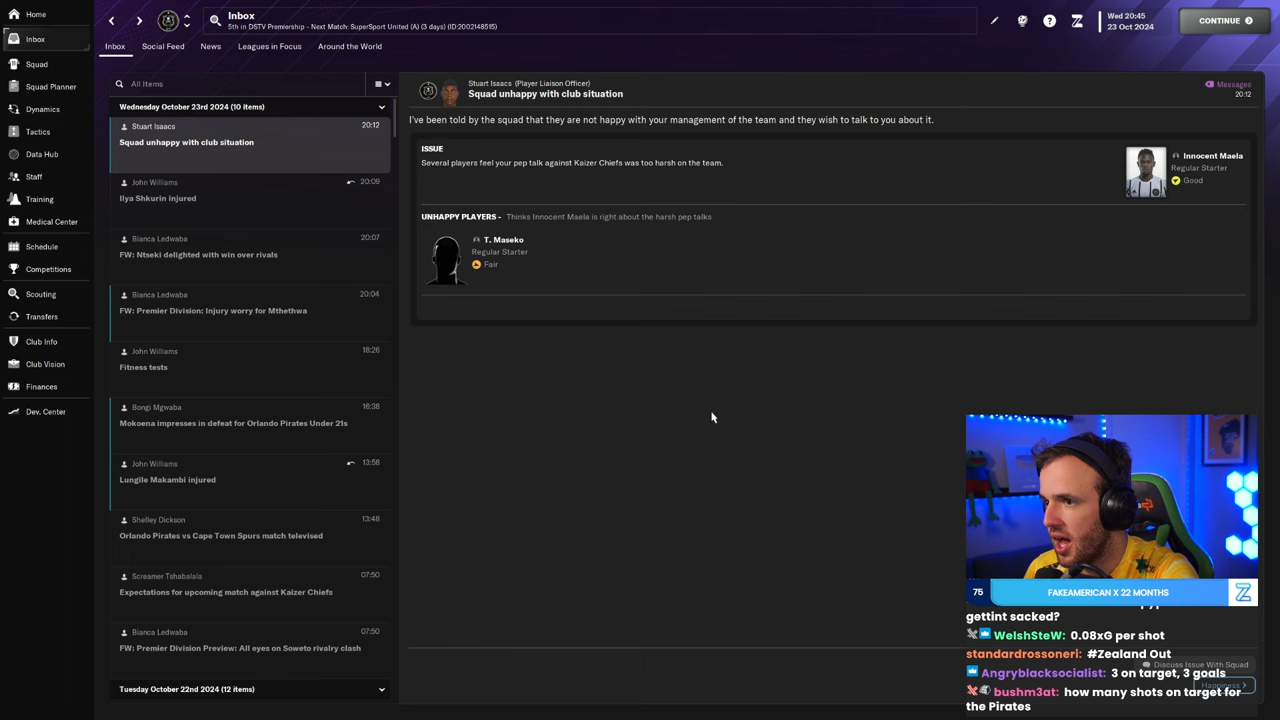 Home
Inbox
Squad
Squad Planner
Dynamics
Tactics
Data Hub
Staff
Training
Medical Center
Schedule
Competitions
Scouting
Transfers
Club Info
Club Vision
Finances
Dev. Center
Inbox
5th in DSTV Premiership - Next Match: SuperSport United (A) (3 days) (ID:2002148515)
Wed 20:45
23 Oct 2024
CONTINUE
Inbox Social Feed News Leagues in Focus Around the World
All Items
Wednesday October 23rd 2024 (10 items)
Stuart Isaacs 20:12
Squad unhappy with club situation
John Williams 20:09
Ilya Shkurin injured
Bianca Ledwaba 20:07
FW: Ntseki delighted with win over rivals
Bianca Ledwaba 20:04
FW: Premier Division: Injury worry for Mthethwa
John Williams 18:26
Fitness tests
Bongi Mgwaba 16:38
Mokoena impresses in defeat for Orlando Pirates Under 21s
John Williams 13:58
Lungile Makambi injured
Shelley Dickson 13:48
Orlando Pirates vs Cape Town Spurs match televised
Screamer Tshabalala 07:50
Expectations for upcoming match against Kaizer Chiefs
Bianca Ledwaba 07:50
FW: Premier Division Preview: All eyes on Soweto rivalry clash
Tuesday October 22nd 2024 (12 items)
Stuart Isaacs (Player Liaison Officer)
Squad unhappy with club situation
Messages
20:12
I've been told by the squad that they are not happy with your management of the team and they wish to talk to you about it.
ISSUE
Several players feel your pep talk against Kaizer Chiefs was too harsh on the team.
Innocent Maela
Regular Starter
Good
UNHAPPY PLAYERS - Thinks Innocent Maela is right about the harsh pep talks
T. Maseko
Regular Starter
Fair
75 FAKEAMERICAN X 22 MONTHS
gettint sacked?
WelshSteW: 0.08xG per shot
standardrossoneri: #Zealand Out
Discuss Issue With Squad
Angryblacksocialist: 3 on target, 3 goals
Happiness
bushm3at: how many shots on target for
the Pirates